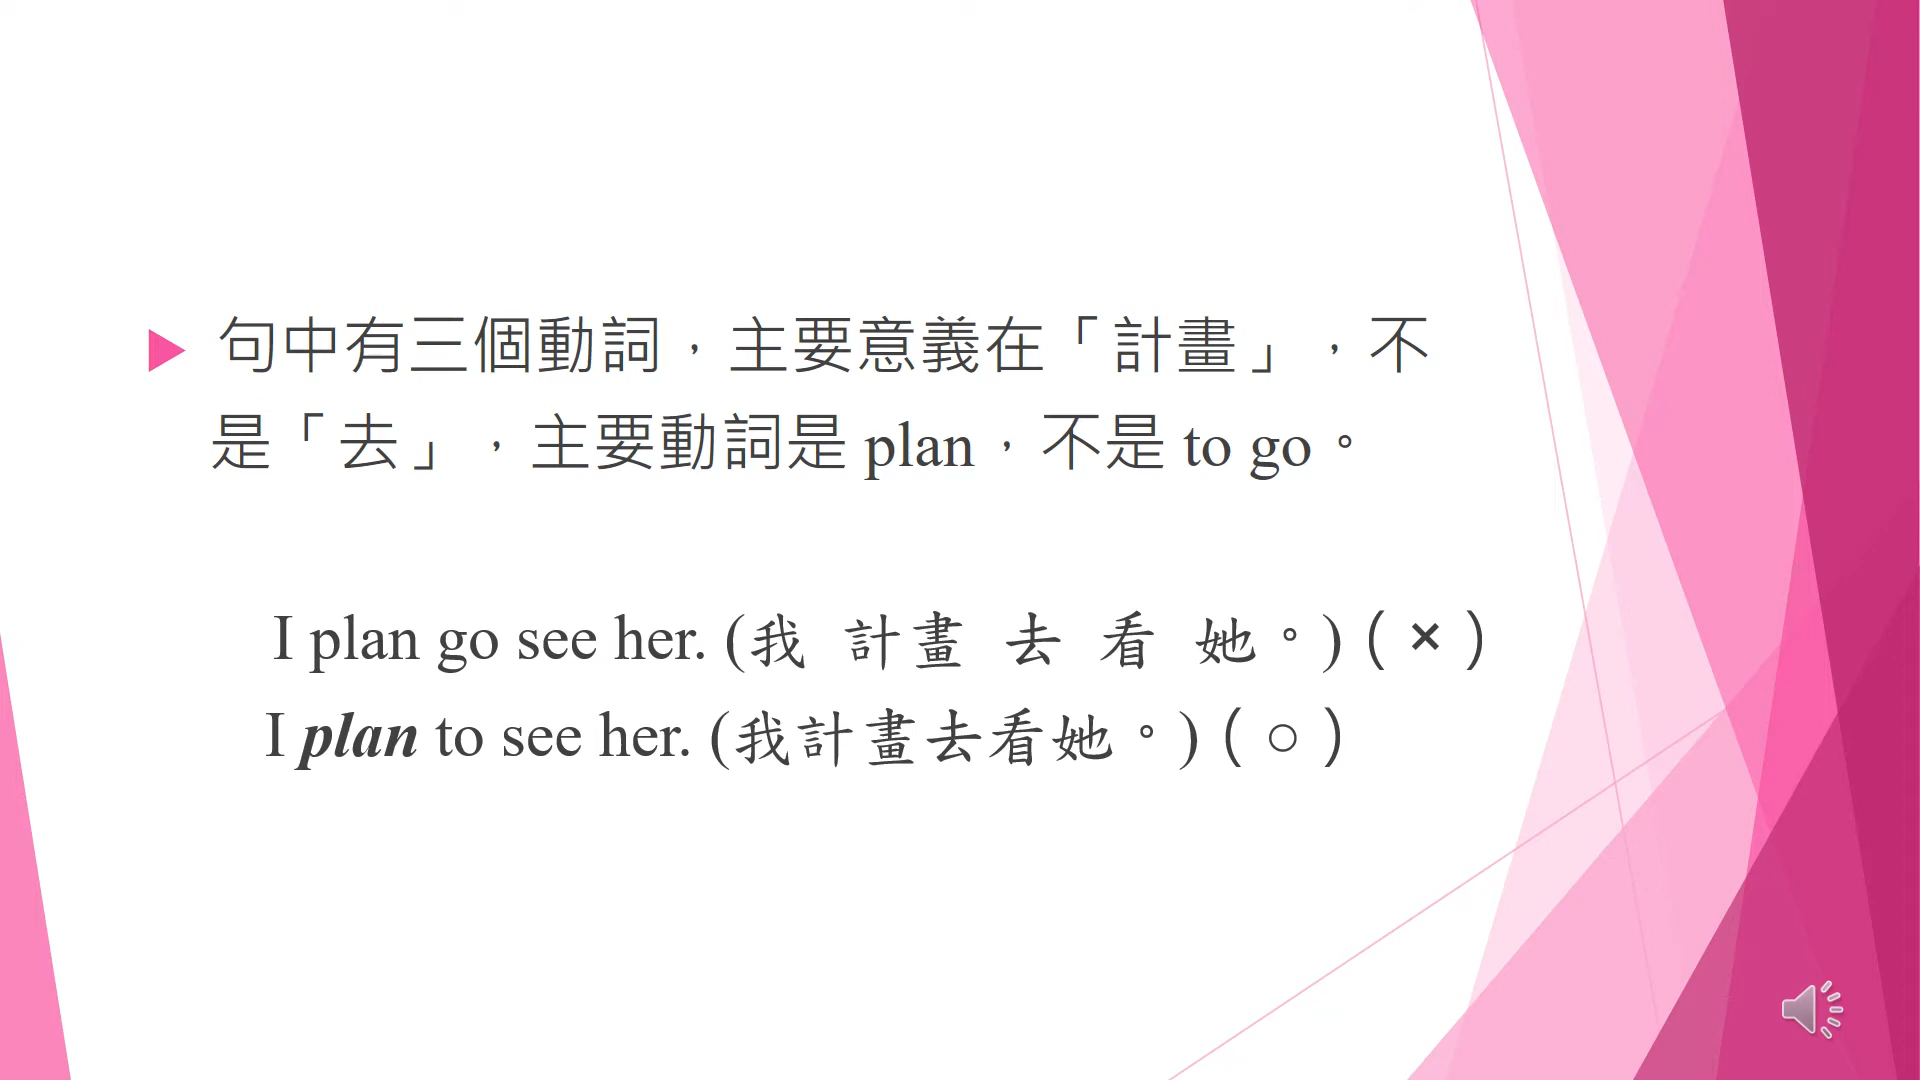 句中有三個動詞，主要意義在「計畫」，不
是「去」，主要動詞是 plan，不是 to go。
I plan go see her. (我 計畫 去 看 她。)（×）
I plan to see her. (我計畫去看她。)（○）